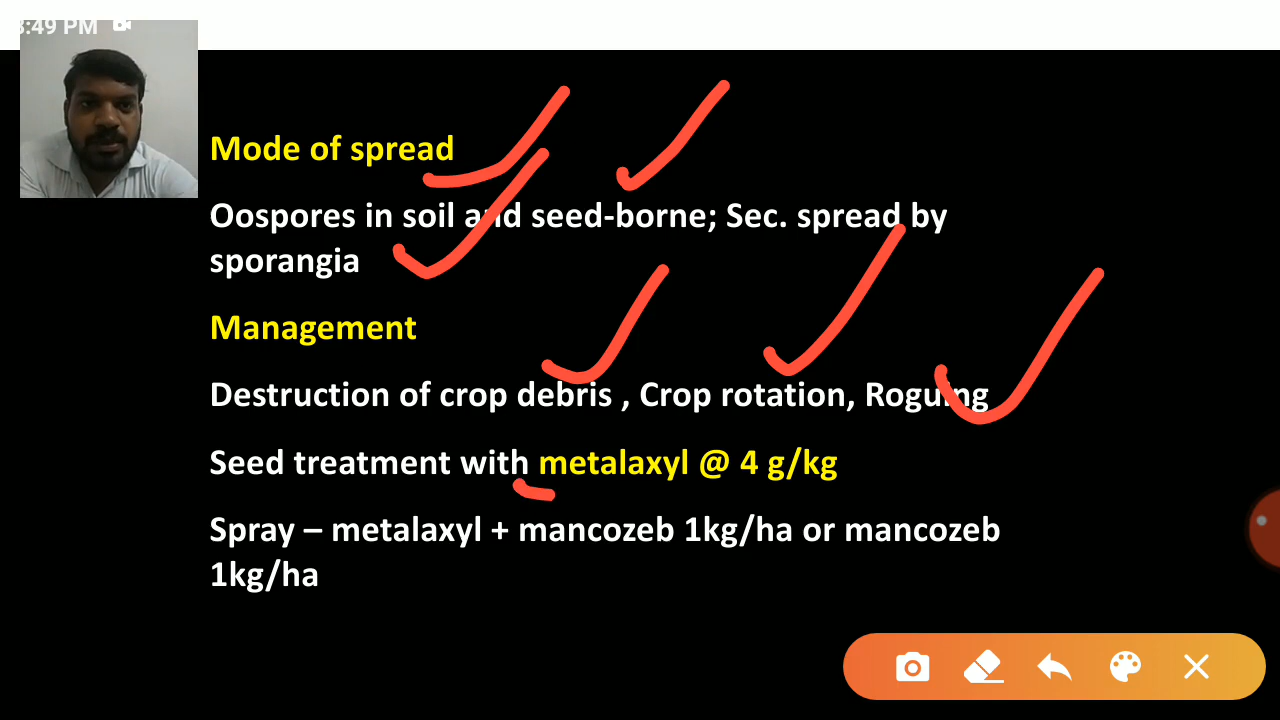 :49 PM
Mode of spread
Oospores in soil and seed-borne; Sec. spread by
sporangia
Management
Destruction of crop debris , Crop rotation, Roguing
Seed treatment with metalaxyl @ 4 g/kg
Spray – metalaxyl + mancozeb 1kg/ha or mancozeb
1kg/ha